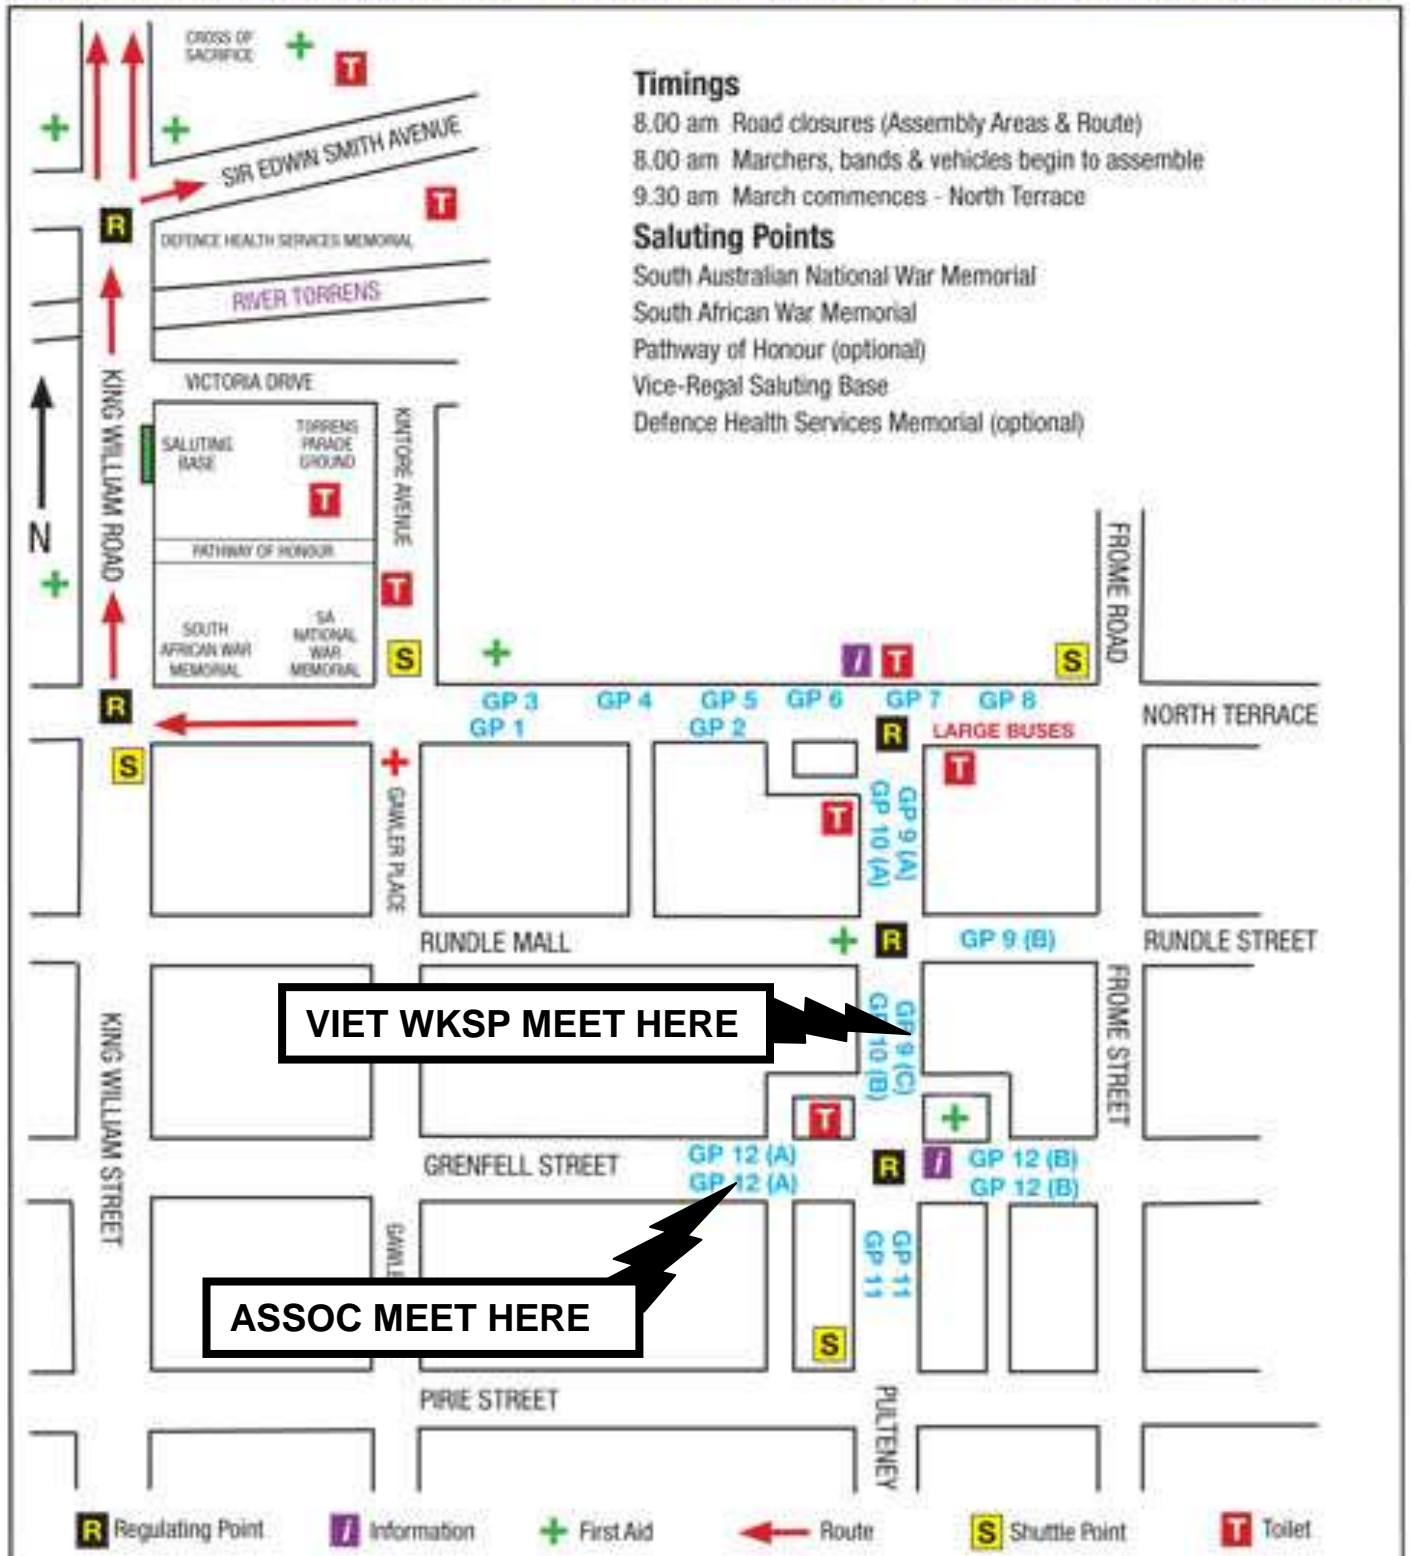 CROSS OF
SACRIFICE
T
SIR EDWIN SMITH AVENUE
T
R
DEFENCE HEALTH SERVICES MEMORIAL
RIVER TORRENS
Timings
8.00 am Road closures (Assembly Areas & Route)
8.00 am Marchers, bands & vehicles begin to assemble
9.30 am March commences - North Terrace
Saluting Points
South Australian National War Memorial
South African War Memorial
Pathway of Honour (optional)
Vice-Regal Saluting Base
Defence Health Services Memorial (optional)
VICTORIA DRIVE
KING WILLIAM ROAD
SALUTING
BASE
TORRENS
PARADE
GROUND
T
KINTORE AVENUE
N
PATHWAY OF HONOUR
T
SOUTH
AFRICAN WAR
MEMORIAL
SA
NATIONAL
WAR
MEMORIAL
S
i
T
S
FROME ROAD
R
GP 3
GP 4
GP 5
GP 6
GP 7
GP 8
NORTH TERRACE
GP 1
GP 2
R
LARGE BUSES
S
GAWLER PLACE
T
T
GP 10 (A)
GP 9 (A)
RUNDLE MALL
R
GP 9 (B)
RUNDLE STREET
VIET WKSP MEET HERE
GP 9 (C)
10 (B)
FROME STREET
KING WILLIAM STREET
T
GRENFELL STREET
GP 12 (A)
GP 12 (A)
R
i
GP 12 (B)
GP 12 (B)
GAWLE
GP 11
GP 11
ASSOC MEET HERE
S
PIRIE STREET
PULTENEY
R Regulating Point
i Information
First Aid
Route
S Shuttle Point
T Toilet